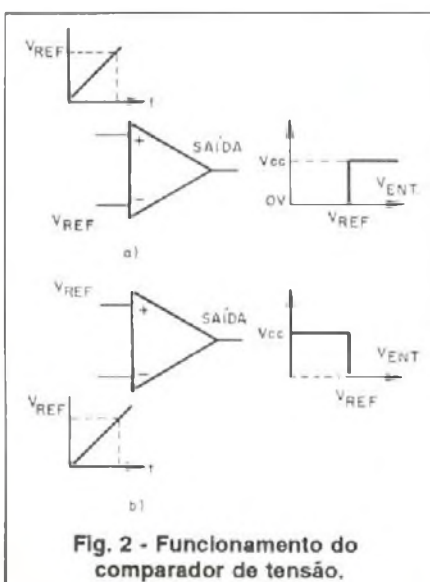 VREF
t
+
SAÍDA
Vcc
-
0V
VENT.
VREF
VREF
a)
VREF
+
SAÍDA
Vcc
-
VENT
VREF
VREF
t
b)
Fig. 2 - Funcionamento do
comparador de tensão.